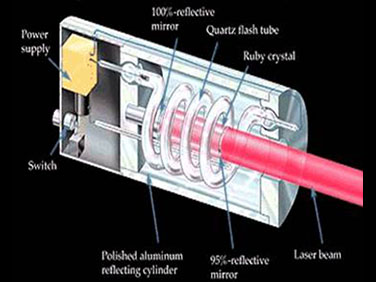 100%-reflective
mirror
Power
supply
Quartz flash tube
Ruby crystal
Switch
Polished aluminum
reflecting cylinder
95%-reflective
mirror
Laser beam